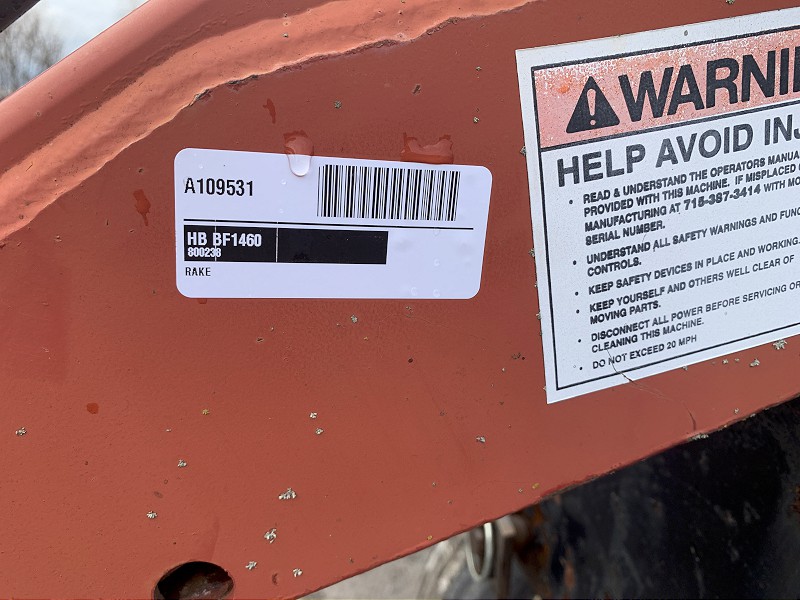 A109531
HB BF1460
800238
RAKE
WARNIN
HELP AVOID INJ
• READ & UNDERSTAND THE OPERATORS MANUA
PROVIDED WITH THIS MACHINE. IF MISPLACED
MANUFACTURING AT 715-387-3414 WITH MO
SERIAL NUMBER.
• UNDERSTAND ALL SAFETY WARNINGS AND FUNC
CONTROLS.
• KEEP SAFETY DEVICES IN PLACE AND WORKING.
• KEEP YOURSELF AND OTHERS WELL CLEAR OF
MOVING PARTS.
• DISCONNECT ALL POWER BEFORE SERVICING OR
CLEANING THIS MACHINE.
• DO NOT EXCEED 20 MPH